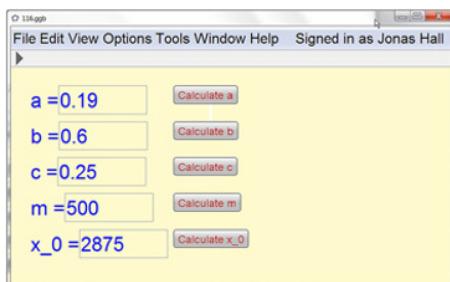 116.ggb
File Edit View Options Tools Window Help Signed in as Jonas Hall
a =0.19 Calculate a
b =0.6 Calculate b
c =0.25 Calculate c
m =500 Calculate m
x_0 =2875 Calculate x_0